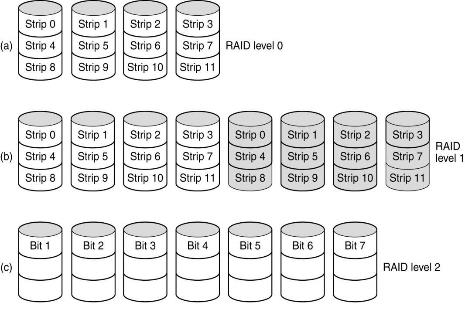 Strip 0 Strip 1 Strip 2 Strip 3
(a) Strip 4 Strip 5 Strip 6 Strip 7 RAID level 0
Strip 8 Strip 9 Strip 10 Strip 11
Strip 0 Strip 1 Strip 2 Strip 3 Strip 0 Strip 1 Strip 2 Strip 3
(b) Strip 4 Strip 5 Strip 6 Strip 7 Strip 4 Strip 5 Strip 6 Strip 7 RAID level 1
Strip 8 Strip 9 Strip 10 Strip 11 Strip 8 Strip 9 Strip 10 Strip 11
Bit 1 Bit 2 Bit 3 Bit 4 Bit 5 Bit 6 Bit 7
(c) RAID level 2